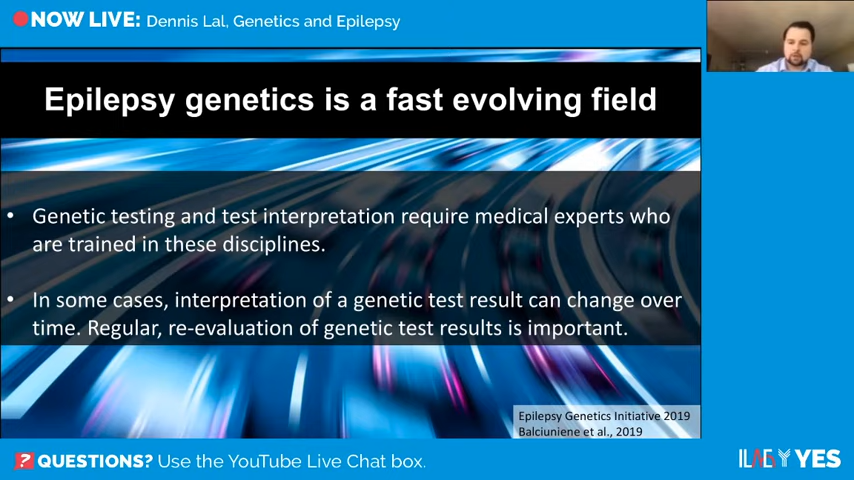 NOW LIVE: Dennis Lal, Genetics and Epilepsy
Epilepsy genetics is a fast evolving field
• Genetic testing and test interpretation require medical experts who
are trained in these disciplines.
• In some cases, interpretation of a genetic test result can change over
time. Regular, re-evaluation of genetic test results is important.
Epilepsy Genetics Initiative 2019
Balciuniene et al., 2019
? QUESTIONS? Use the YouTube Live Chat box.
ILAE YES